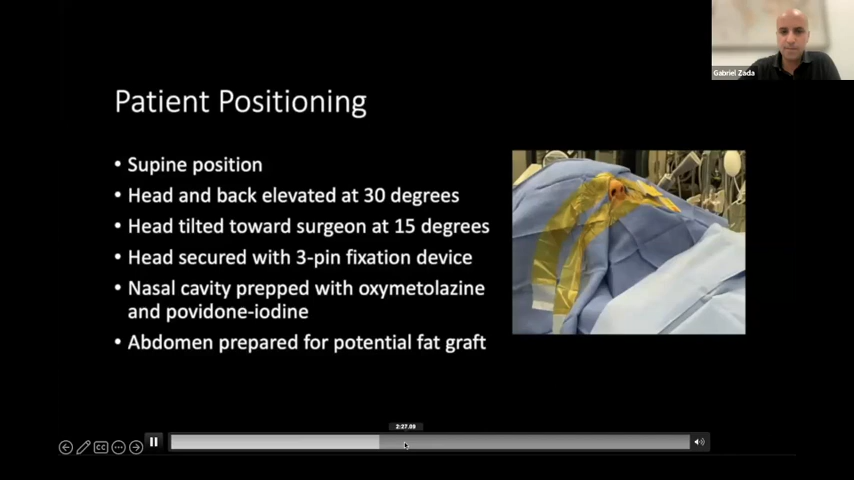 Gabriel Zada
Patient Positioning
• Supine position
• Head and back elevated at 30 degrees
• Head tilted toward surgeon at 15 degrees
• Head secured with 3-pin fixation device
• Nasal cavity prepped with oxymetolazine
and povidone-iodine
• Abdomen prepared for potential fat graft
2:27.89
CC